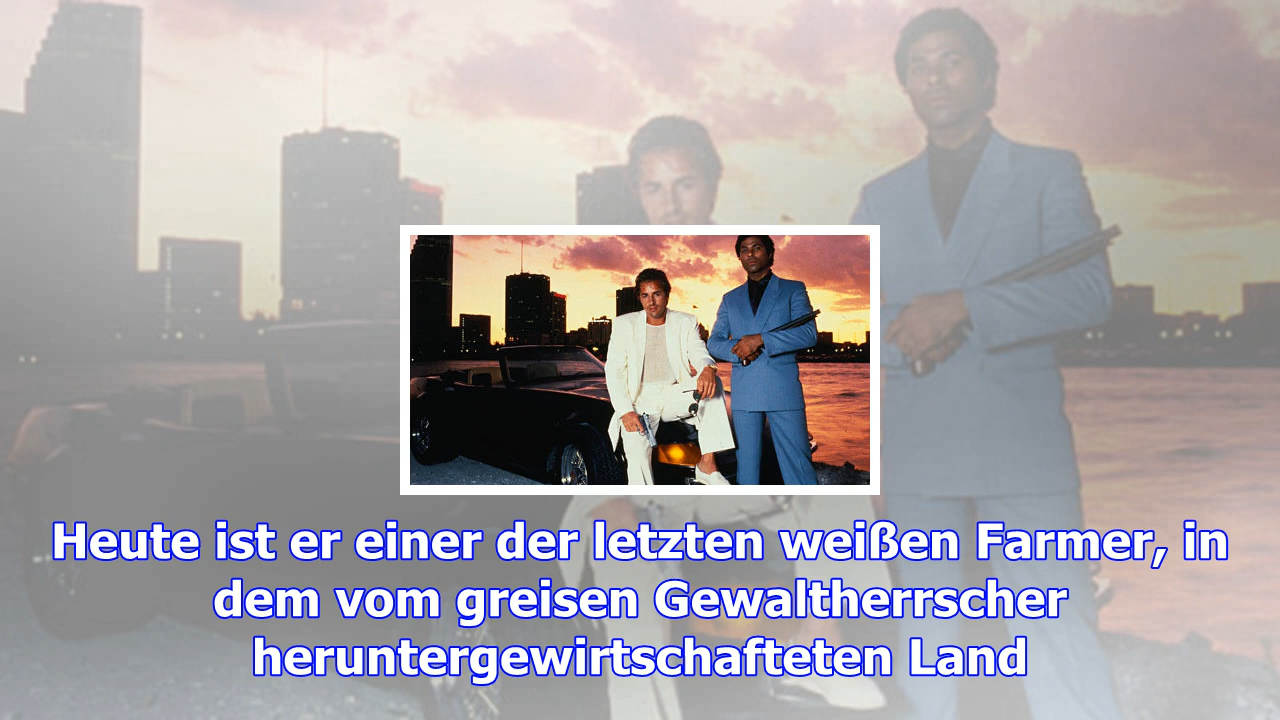 Heute ist er einer der letzten weißen Farmer, in
dem vom greisen Gewaltherrscher
heruntergewirtschafteten Land